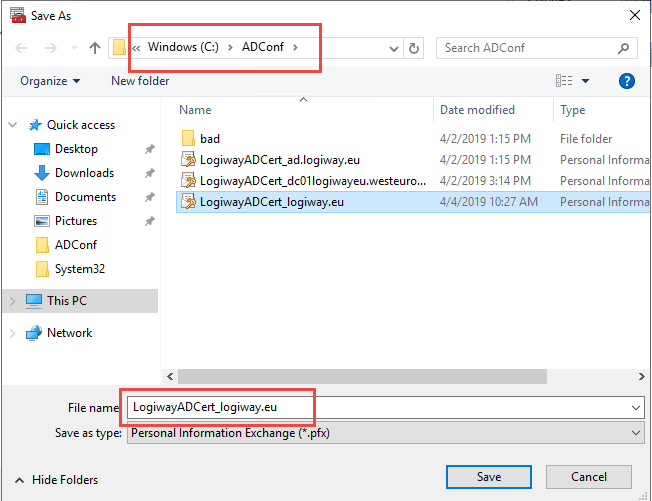 Save As
« Windows (C:) > ADConf >
Search ADConf
Organize
New folder
?
Name Date modified Type
bad 4/2/2019 1:15 PM File folder
LogiwayADCert_ad.logiway.eu 4/2/2019 1:15 PM Personal Informa
LogiwayADCert_dc01logiwayeu.westeuro... 4/2/2019 3:14 PM Personal Informa
LogiwayADCert_logiway.eu 4/4/2019 10:27 AM Personal Informa
Quick access
Desktop
Downloads
Documents
Pictures
ADConf
System32
This PC
Network
File name: LogiwayADCert_logiway.eu
Save as type: Personal Information Exchange (*.pfx)
Hide Folders
Save
Cancel